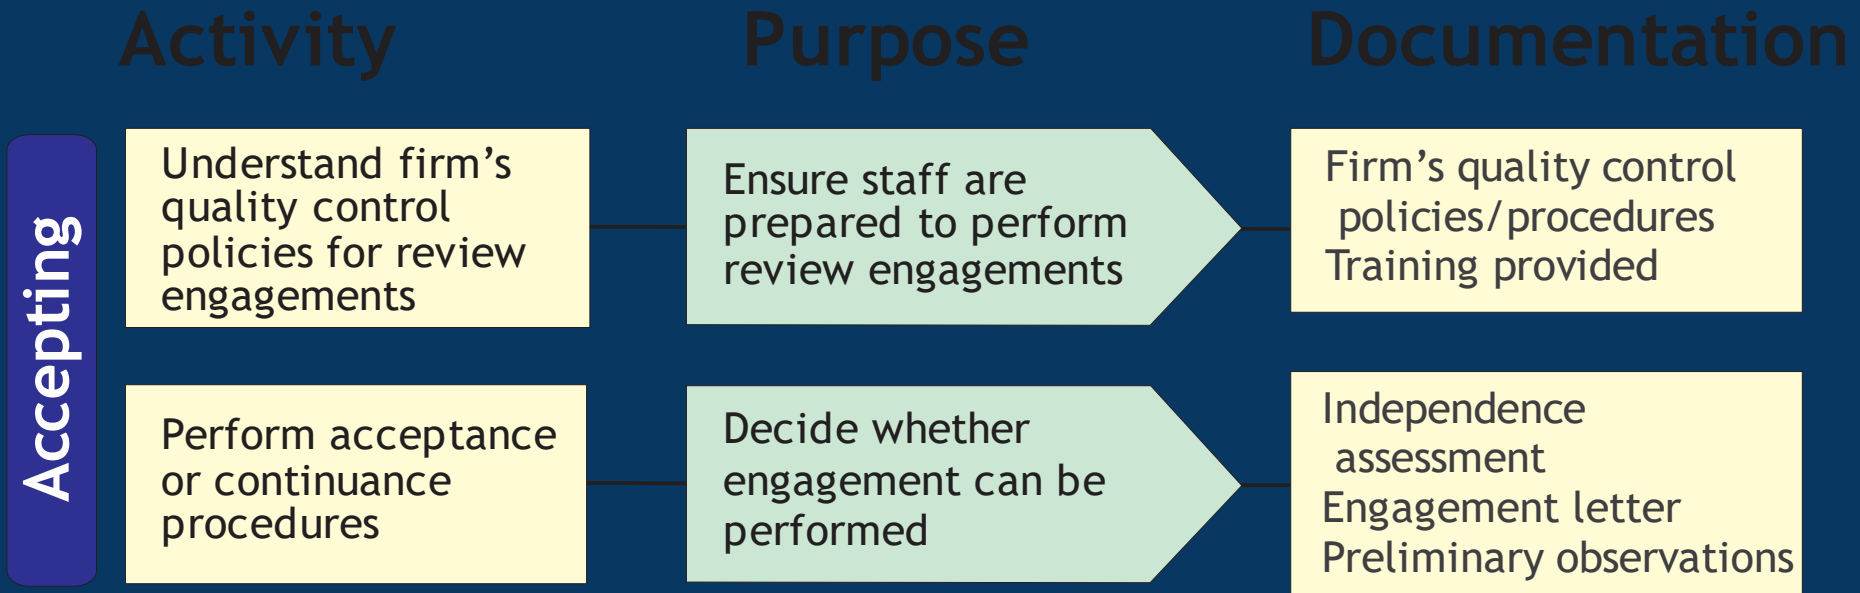 Activity
Purpose
Documentation
Accepting
Understand firm’s
quality control
policies for review
engagements
Ensure staff are
prepared to perform
review engagements
Firm’s quality control
policies/procedures
Training provided
Perform acceptance
or continuance
procedures
Decide whether
engagement can be
performed
Independence
assessment
Engagement letter
Preliminary observations